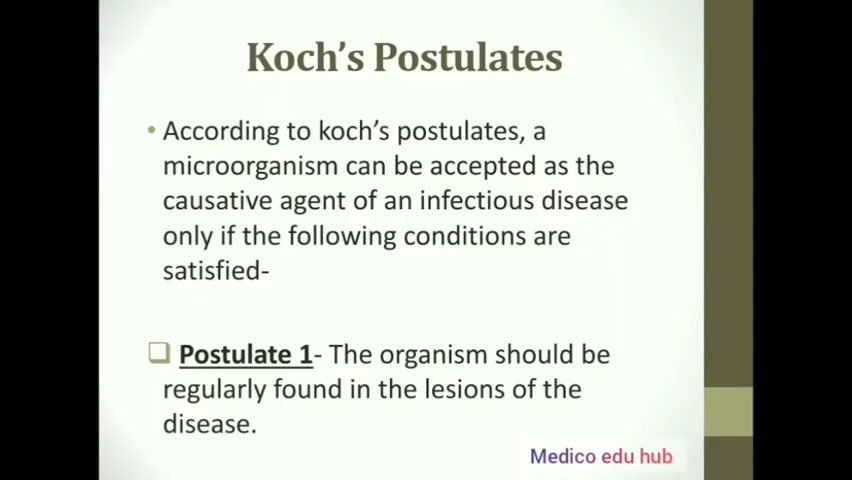 Koch's Postulates
• According to koch's postulates, a
microorganism can be accepted as the
causative agent of an infectious disease
only if the following conditions are
satisfied-
❑ Postulate 1- The organism should be
regularly found in the lesions of the
disease.
Medico edu hub